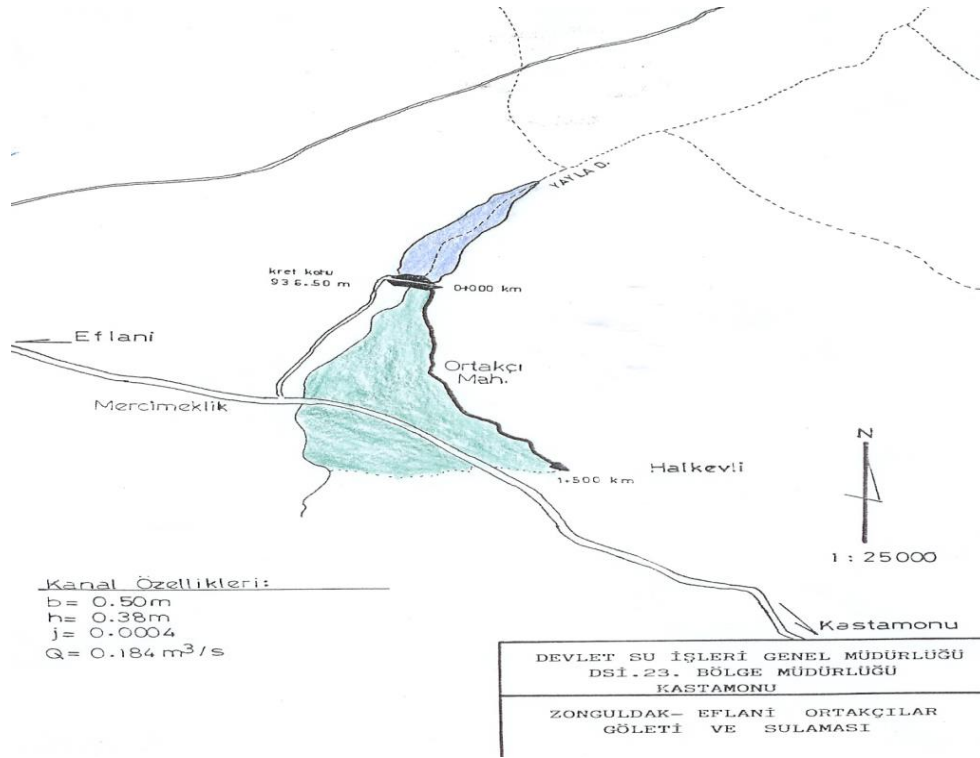 YAYLA D.
kret kotu
936.50 m
0+000 km
Eflani
Ortakçı
Mah.
Mercimeklik
Halkevli
1+500 km
N
1 : 25000
Kanal Özellikleri:
b= 0.50m
h= 0.38m
j= 0.0004
Q= 0.184 m³/s
Kastamonu
DEVLET SU İŞLERİ GENEL MÜDÜRLÜĞÜ
DSİ.23. BÖLGE MÜDÜRLÜĞÜ
KASTAMONU
ZONGULDAK- EFLANİ ORTAKÇILAR
GÖLETİ VE SULAMASI